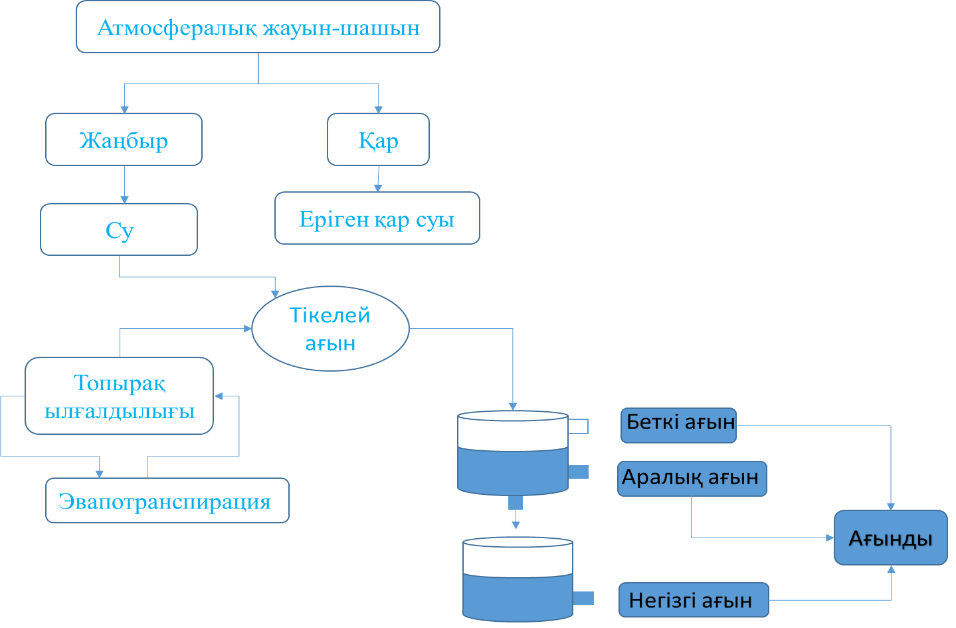 Атмосфералық жауын-шашын
Жаңбыр
Қар
Су
Еріген қар суы
Тікелей
ағын
Топырақ
ылғалдылығы
Эвапотранспирация
Беткі ағын
Аралық ағын
Ағынды
Негізгі ағын